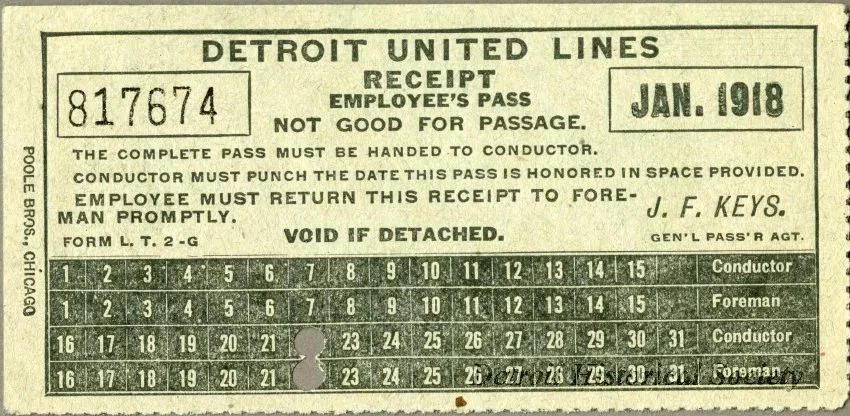 DETROIT UNITED LINES
817674
RECEIPT
EMPLOYEE'S PASS
NOT GOOD FOR PASSAGE.
JAN. 1918
THE COMPLETE PASS MUST BE HANDED TO CONDUCTOR.
CONDUCTOR MUST PUNCH THE DATE THIS PASS IS HONORED IN SPACE PROVIDED.
EMPLOYEE MUST RETURN THIS RECEIPT TO FORE-
MAN PROMPTLY.
J. F. KEYS.
FORM L. T. 2-G
VOID IF DETACHED.
GEN'L PASS'R AGT.
1 2 3 4 5 6 7 8 9 10 11 12 13 14 15 Conductor
1 2 3 4 5 6 7 8 9 10 11 12 13 14 15 Foreman
16 17 18 19 20 21 23 24 25 26 27 28 29 30 31 Conductor
16 17 18 19 20 21 23 24 25 26 27 28 29 30 31 Foreman
Detroit Historical Society
POOLE BROS., CHICAGO